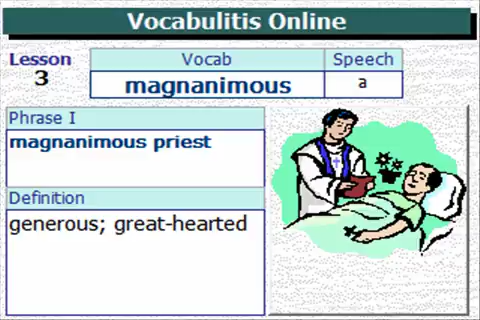 Vocabulitis Online
Lesson
3
Vocab
Speech
magnanimous
a
Phrase I
magnanimous priest
Definition
generous; great-hearted